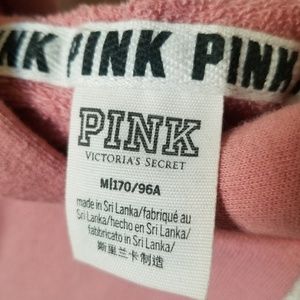 NK PINK PINK
PINK
VICTORIA'S SECRET
M|170/96A
made in Sri Lanka/fabriqué au
Sri Lanka/hecho en Sri Lanka/
fabbricato in Sri Lanka/
斯里兰卡制造